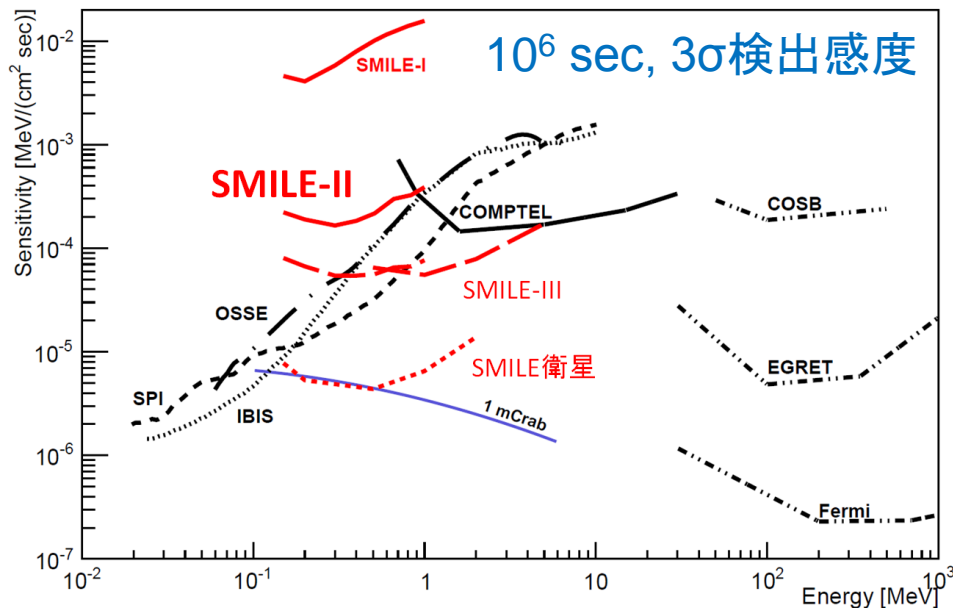 10⁶ sec, 3σ検出感度
Sensitivity [MeV/(cm² sec)]
10⁻²
10⁻³
10⁻⁴
10⁻⁵
10⁻⁶
10⁻⁷
SMILE-I
SMILE-II
COMPTEL
COSB
SMILE-III
OSSE
SMILE衛星
EGRET
SPI
IBIS
1 mCrab
Fermi
10⁻²
10⁻¹
1
10
10²
10³
Energy [MeV]